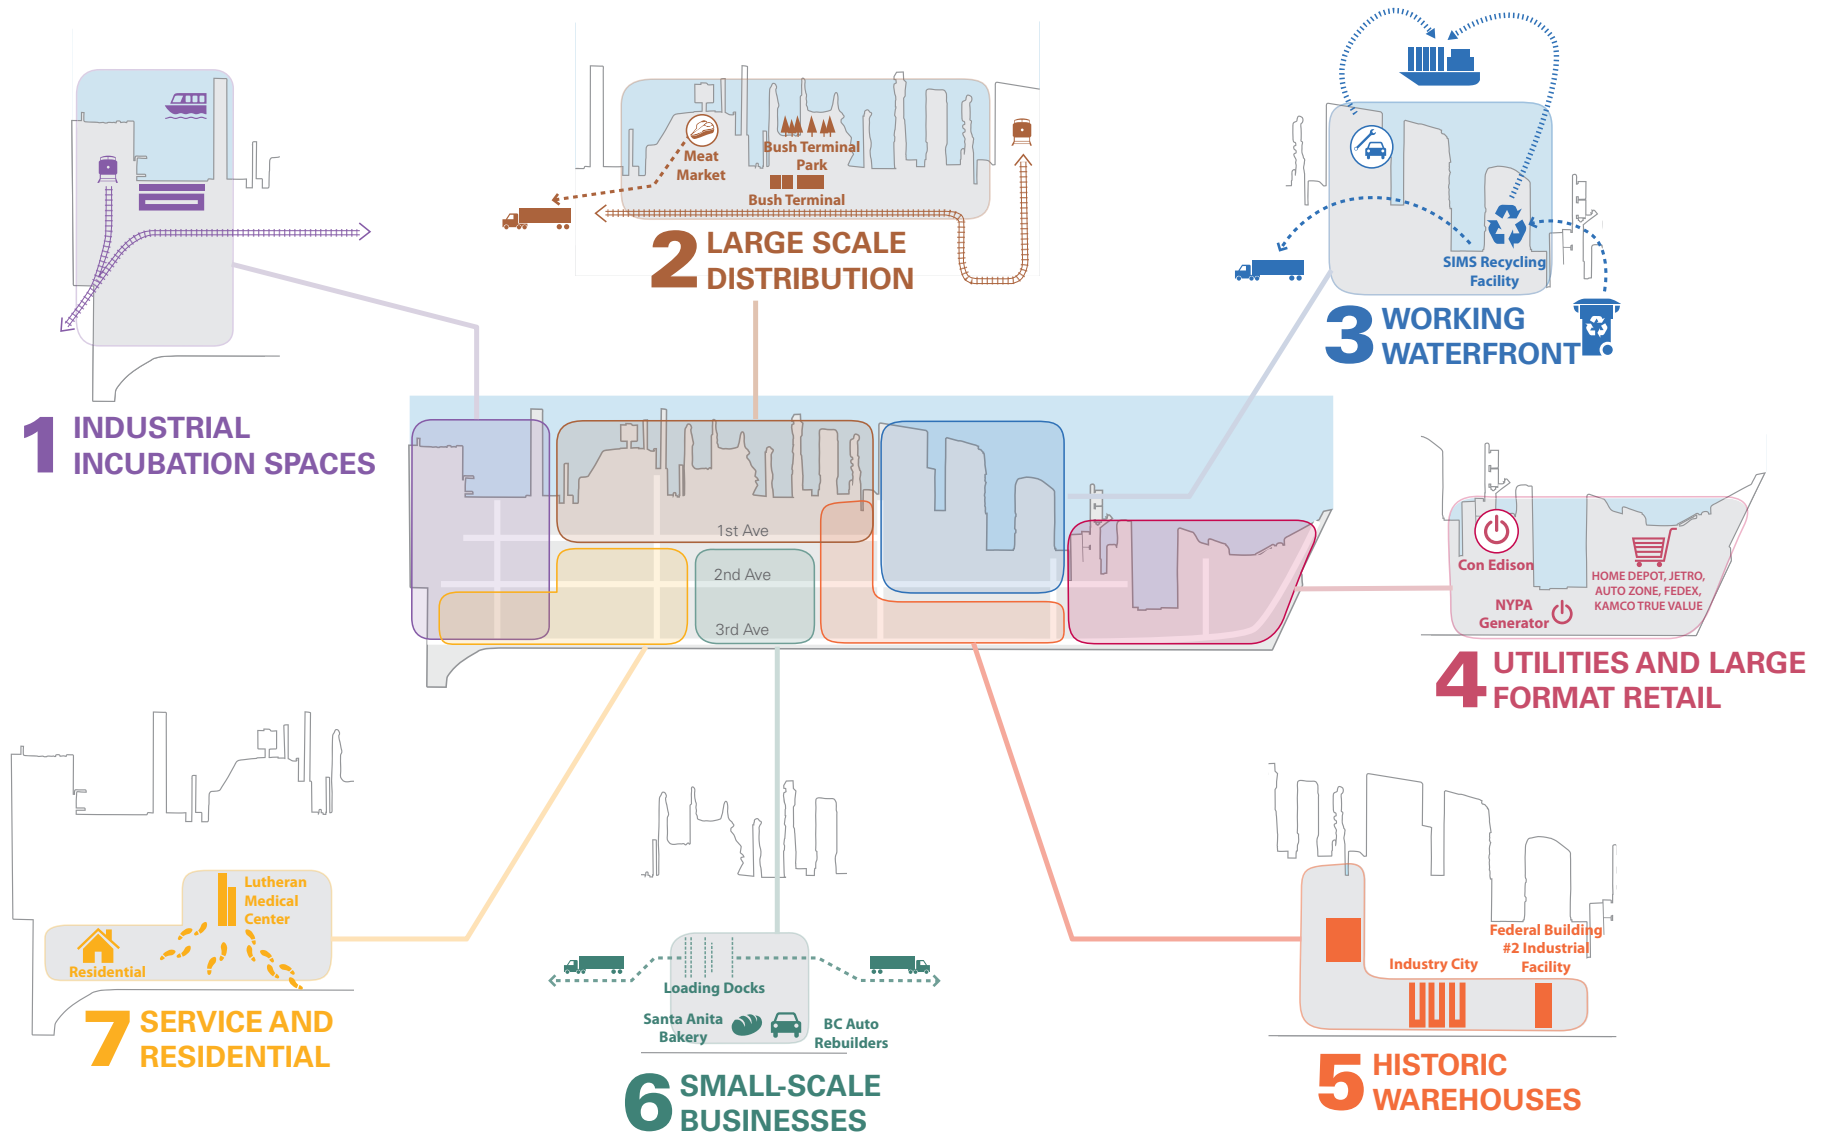 Meat
Market
Bush Terminal
Park
Bush Terminal
2 LARGE SCALE
DISTRIBUTION
SIMS Recycling
Facility
3 WORKING
WATERFRONT
1 INDUSTRIAL
INCUBATION SPACES
1st Ave
2nd Ave
3rd Ave
Con Edison
HOME DEPOT, JETRO,
AUTO ZONE, FEDEX,
KAMCO TRUE VALUE
NYPA
Generator
4 UTILITIES AND LARGE
FORMAT RETAIL
Lutheran
Medical
Center
Residential
7 SERVICE AND
RESIDENTIAL
Loading Docks
Santa Anita
Bakery
BC Auto
Rebuilders
6 SMALL-SCALE
BUSINESSES
Federal Building
#2 Industrial
Facility
Industry City
5 HISTORIC
WAREHOUSES